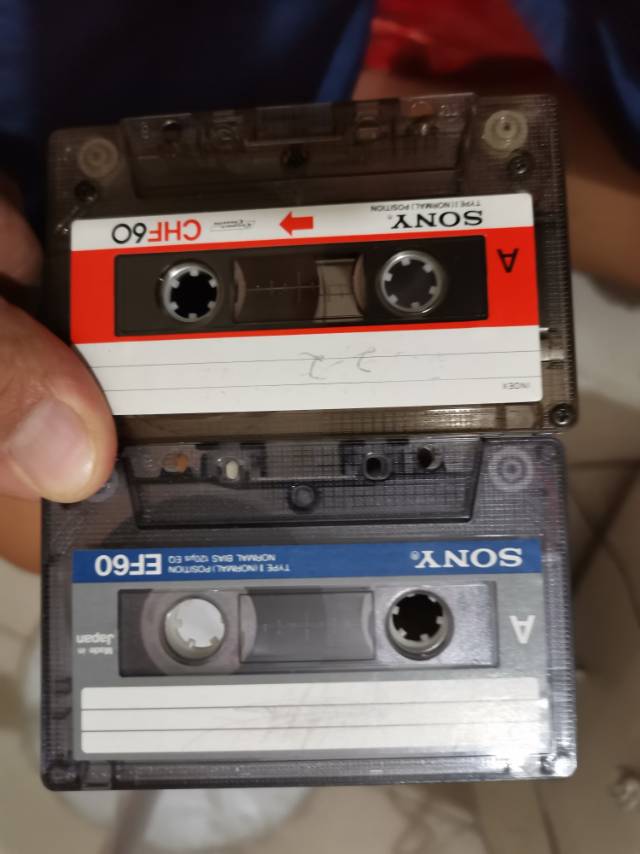 A
Made in
Japan
SONY
TYPE I (NORMAL) POSITION
NORMAL BIAS 120μs EQ
EF60
INDEX
A
SONY
TYPE I (NORMAL) POSITION
CHF60